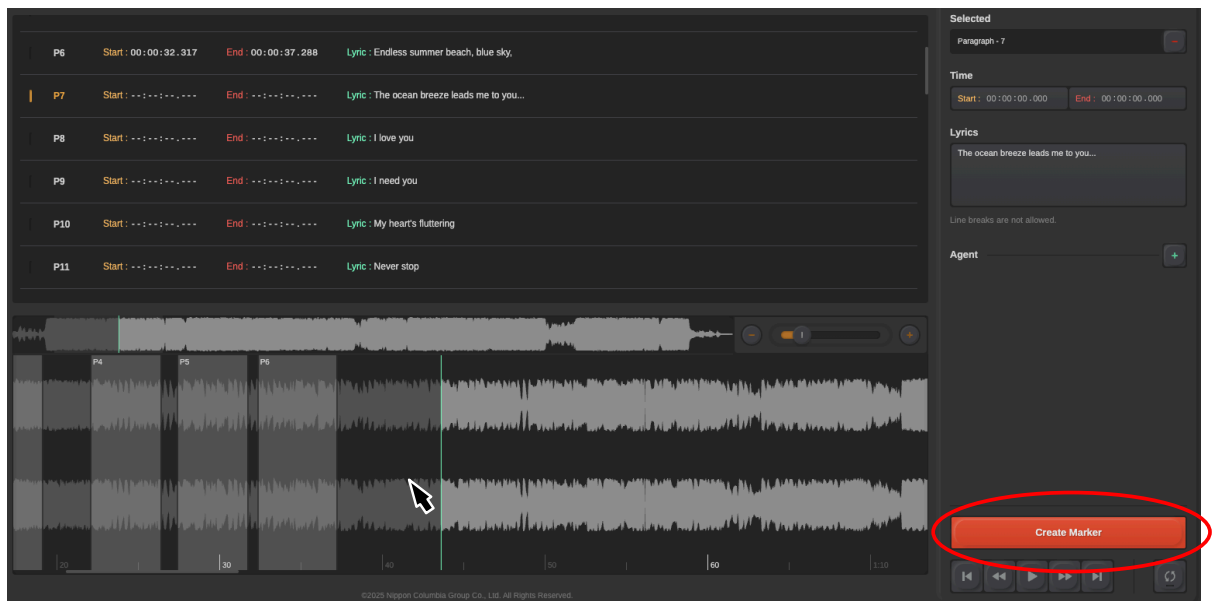 P6 Start : 00:00:32.317 End : 00:00:37.288 Lyric : Endless summer beach, blue sky,
P7 Start : --:--:--.--- End : --:--:--.--- Lyric : The ocean breeze leads me to you...
P8 Start : --:--:--.--- End : --:--:--.--- Lyric : I love you
P9 Start : --:--:--.--- End : --:--:--.--- Lyric : I need you
P10 Start : --:--:--.--- End : --:--:--.--- Lyric : My heart's fluttering
P11 Start : --:--:--.--- End : --:--:--.--- Lyric : Never stop
P4 P5 P6
20 30 40 50 60 1:10
©2025 Nippon Columbia Group Co., Ltd. All Rights Reserved.
Selected
Paragraph - 7
Time
Start : 00:00:00.000 End : 00:00:00.000
Lyrics
The ocean breeze leads me to you...
Line breaks are not allowed.
Agent
Create Marker